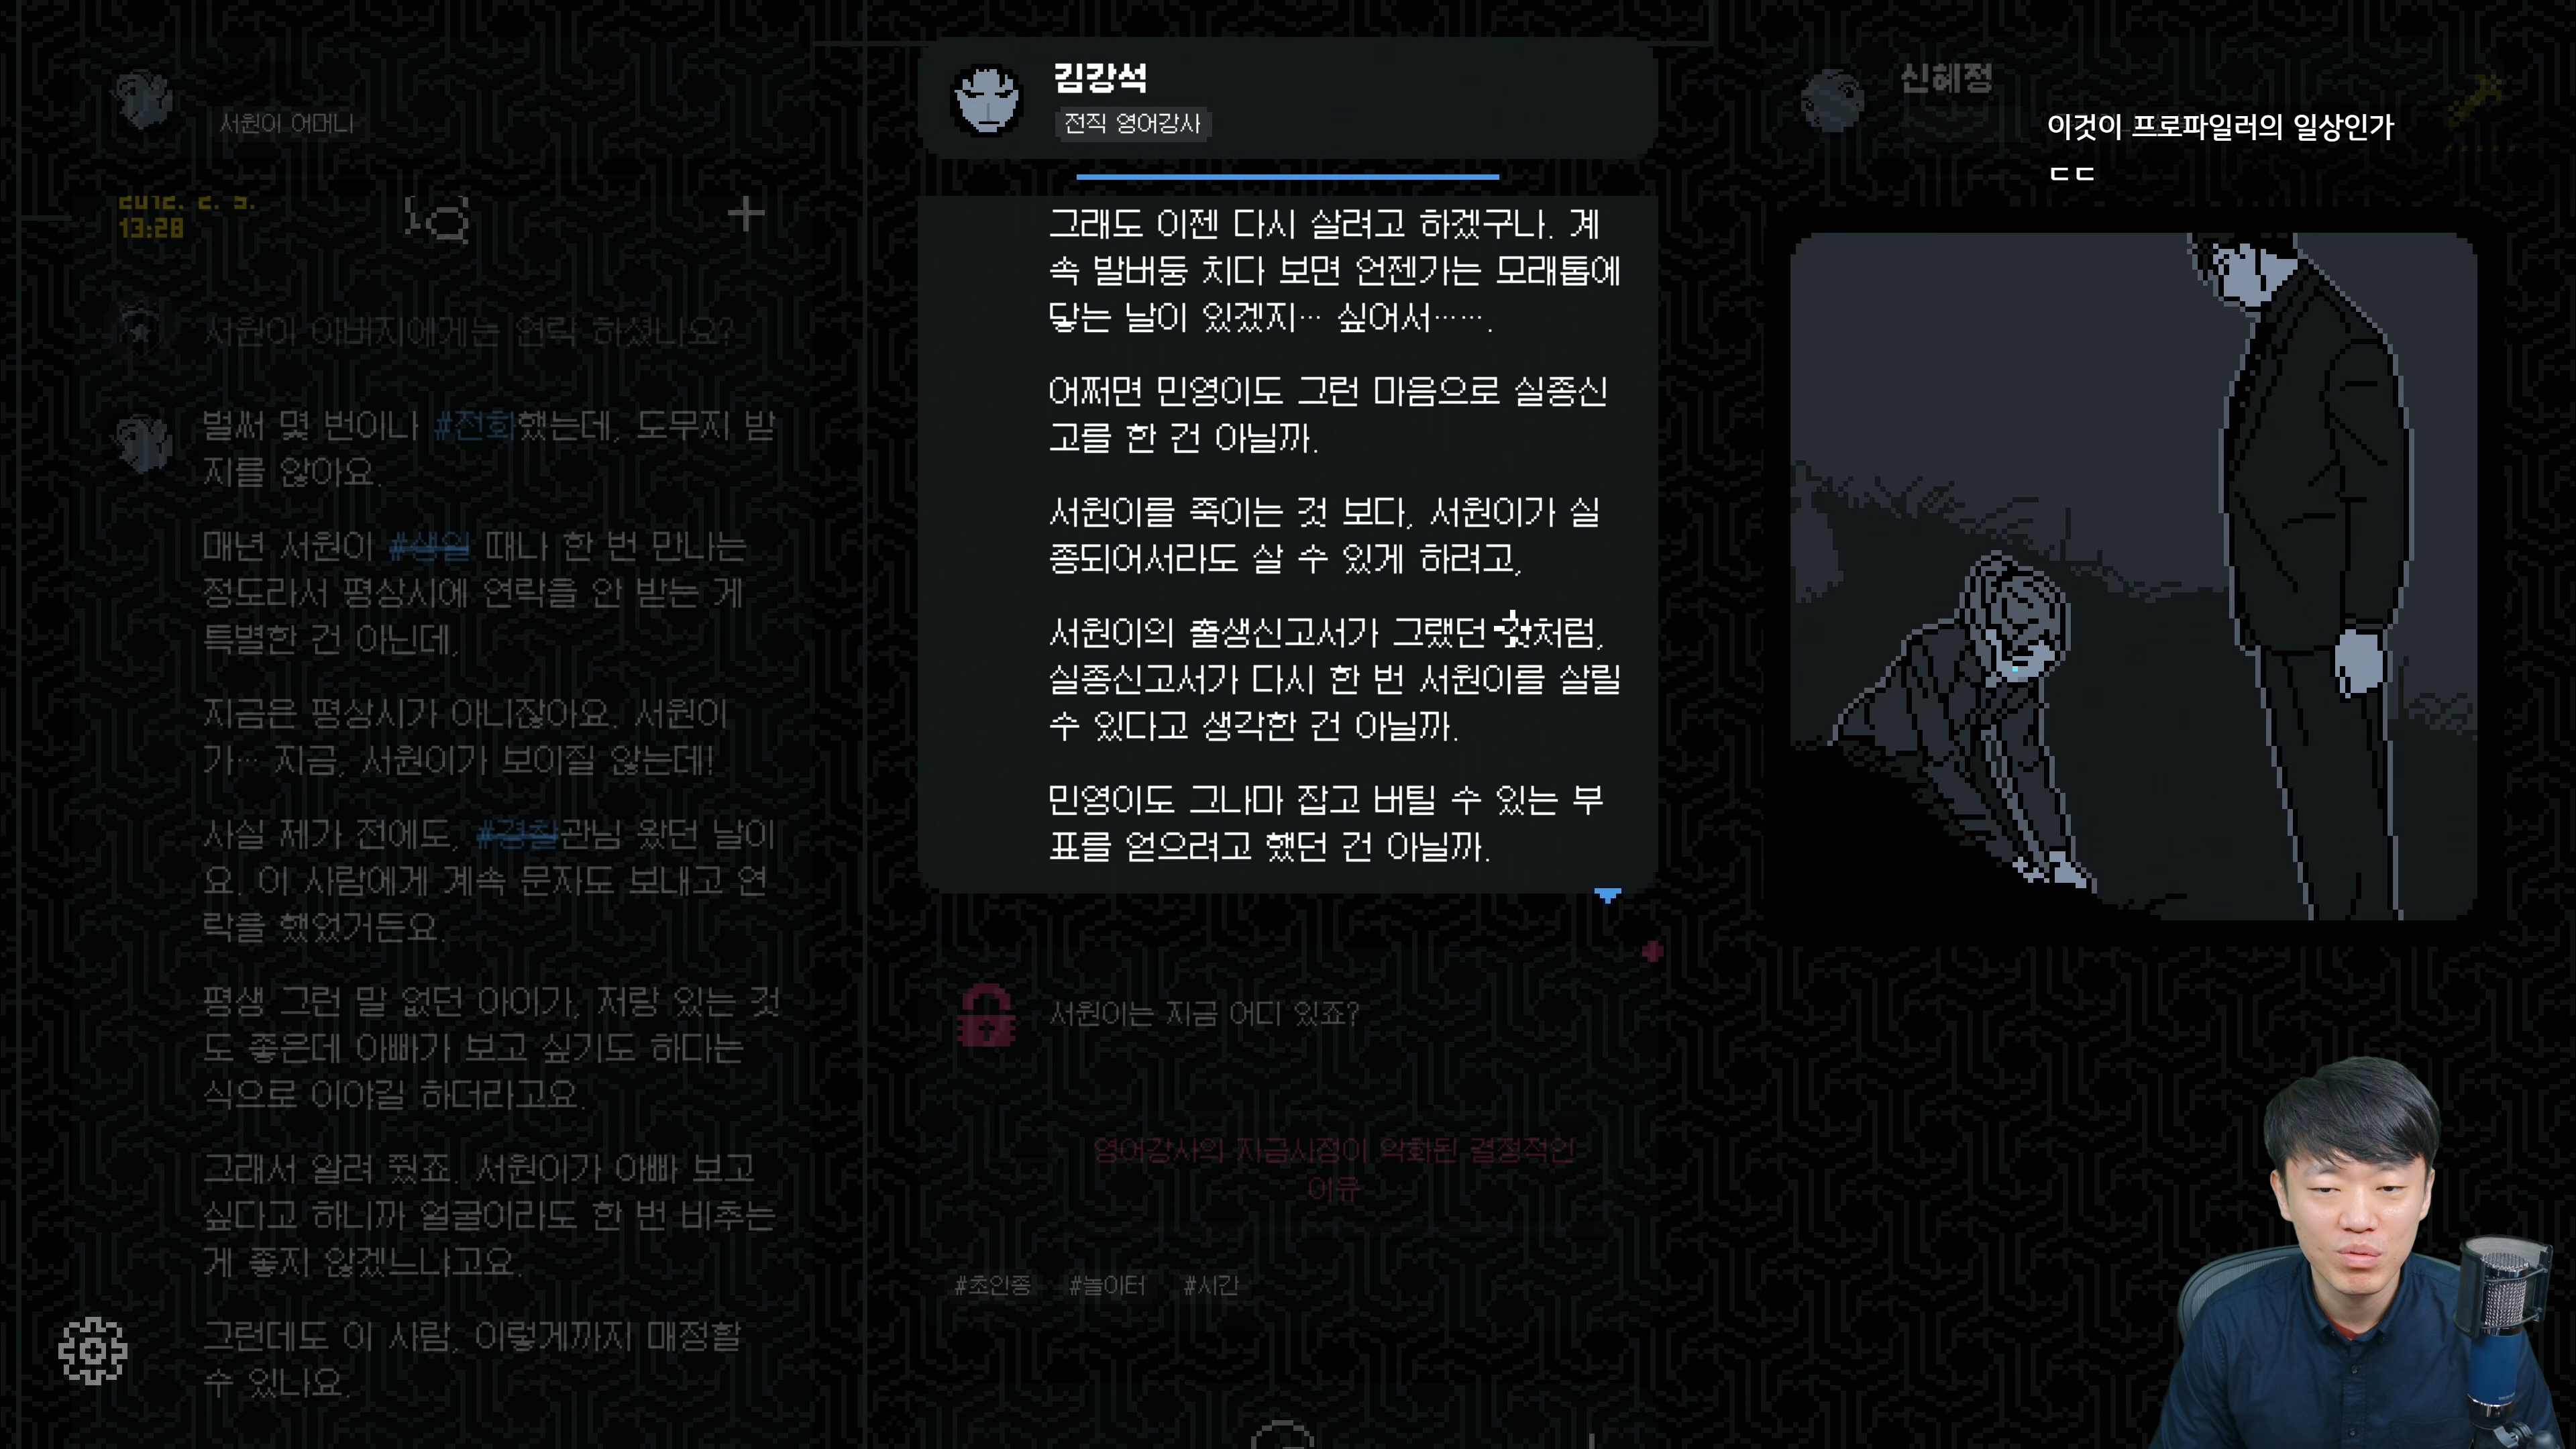 서원이 어머니
13:28
서원이 아버지에게는 연락 하셨나요?
벌써 몇 번이나 #전화했는데, 도무지 받
지를 않아요.
매년 서원이 #생일 때나 한 번 만나는
정도라서 평상시에 연락을 안 받는 게
특별한 건 아닌데,
지금은 평상시가 아니잖아요. 서원이
가… 지금, 서원이가 보이질 않는데!
사실 제가 전에도, #경찰관님 왔던 날이
요. 이 사람에게 계속 문자도 보내고 연
락을 했었거든요.
평생 그런 말 없던 아이가, 저랑 있는 것
도 좋은데 아빠가 보고 싶기도 하다는
식으로 이야길 하더라고요.
그래서 알려 줬죠. 서원이가 아빠 보고
싶다고 하니까 얼굴이라도 한 번 비추는
게 좋지 않겠느냐고요.
그런데도 이 사람, 이렇게까지 매정할
수 있나요.
김강석
전직 영어강사
그래도 이젠 다시 살려고 하겠구나. 계
속 발버둥 치다 보면 언젠가는 모래톱에
닿는 날이 있겠지… 싶어서…….
어쩌면 민영이도 그런 마음으로 실종신
고를 한 건 아닐까.
서원이를 죽이는 것 보다, 서원이가 실
종되어서라도 살 수 있게 하려고,
서원이의 출생신고서가 그랬던 것처럼,
실종신고서가 다시 한 번 서원이를 살릴
수 있다고 생각한 건 아닐까.
민영이도 그나마 잡고 버틸 수 있는 부
표를 얻으려고 했던 건 아닐까.
서원이는 지금 어디 있죠?
영어강사의 자금사정이 악화된 결정적인
이유
#초인종 #놀이터 #시간
신혜정
이것이 프로파일러의 일상인가
ㄷㄷ